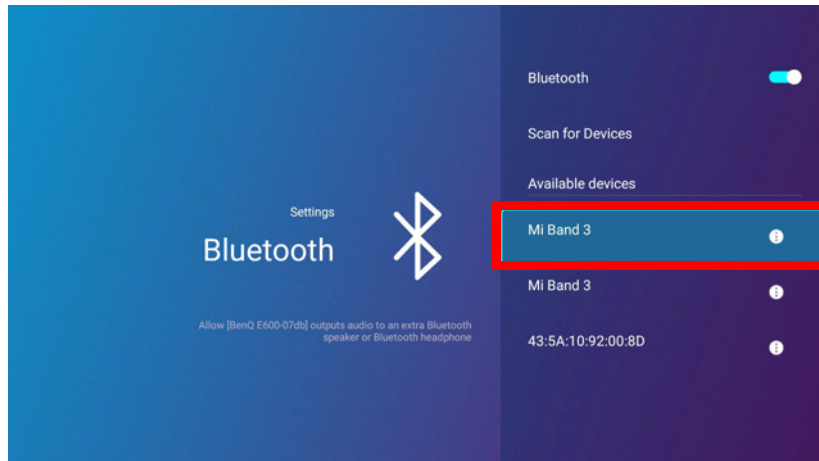 Settings
Bluetooth
Allow [BenQ E600-07db] outputs audio to an extra Bluetooth
speaker or Bluetooth headphone
Bluetooth
Scan for Devices
Available devices
Mi Band 3
Mi Band 3
43:5A:10:92:00:8D